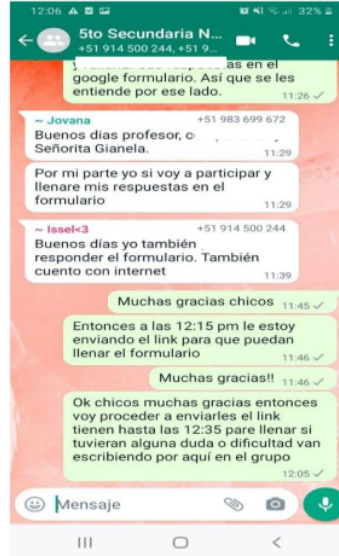 12:06
32%
5to Secundaria N...
+51 914 500 244, +51 9...
as en el
google formulario. Así que se les
entiende por ese lado.
11:26
~ Jovana +51 983 699 672
Buenos dias profesor,
Señorita Gianela.
11:29
Por mi parte yo si voy a participar y
llenare mis respuestas en el
formulario
11:29
~ Issel<3 +51 914 500 244
Buenos días yo también
responder el formulario. También
cuento con internet
11:39
Muchas gracias chicos 11:45
Entonces a las 12:15 pm le estoy
enviando el link para que puedan
llenar el formulario
11:46
Muchas gracias!! 11:46
Ok chicos muchas gracias entonces
voy proceder a enviarles el link
tienen hasta las 12:35 pare llenar si
tuvieran alguna duda o dificultad van
escribiendo por aquí en el grupo
12:05
Mensaje